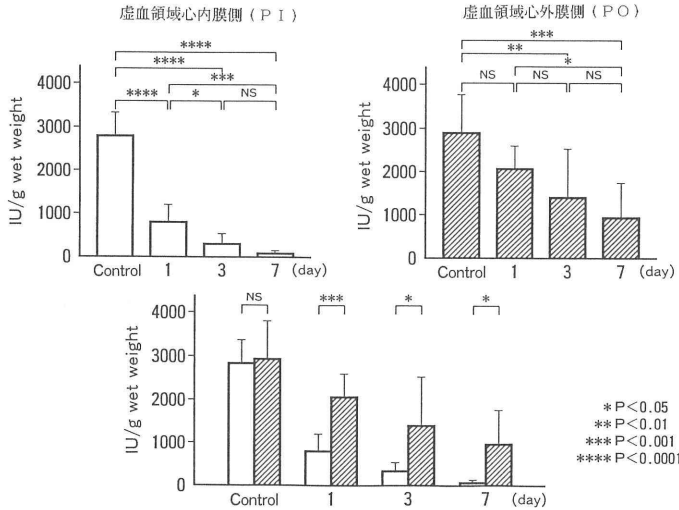 虚血領域心内膜側(PI)
****
****
***
**** * NS
IU/g wet weight
4000
3000
2000
1000
0
Control 1 3 7 (day)
虚血領域心外膜側(PO)
***
**
*
NS NS NS
IU/g wet weight
4000
3000
2000
1000
0
Control 1 3 7 (day)
NS *** * *
IU/g wet weight
4000
3000
2000
1000
0
Control 1 3 7 (day)
*P<0.05
**P<0.01
***P<0.001
****P<0.0001